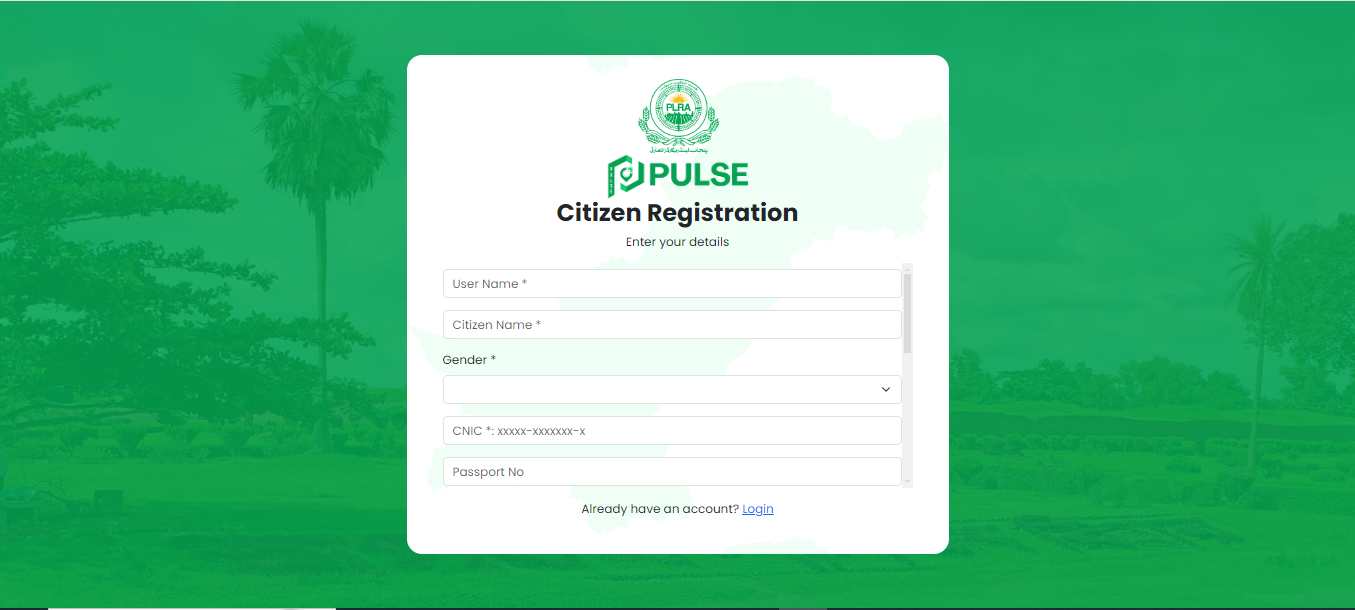 PLRA
PULSE
Citizen Registration
Enter your details
User Name *
Citizen Name *
Gender *
CNIC *: xxxxx-xxxxxxx-x
Passport No
Already have an account? Login